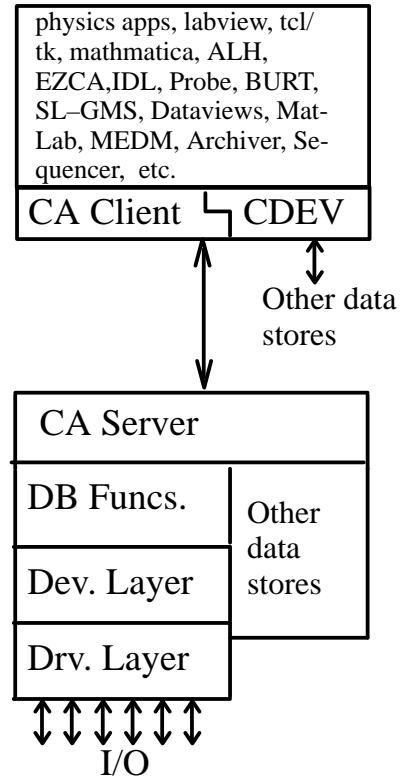 physics apps, labview, tcl/
tk, mathmatica, ALH,
EZCA,IDL, Probe, BURT,
SL–GMS, Dataviews, Mat-
Lab, MEDM, Archiver, Se-
quencer, etc.
CA Client CDEV
Other data
stores
CA Server
DB Funcs.
Other
data
stores
Dev. Layer
Drv. Layer
I/O